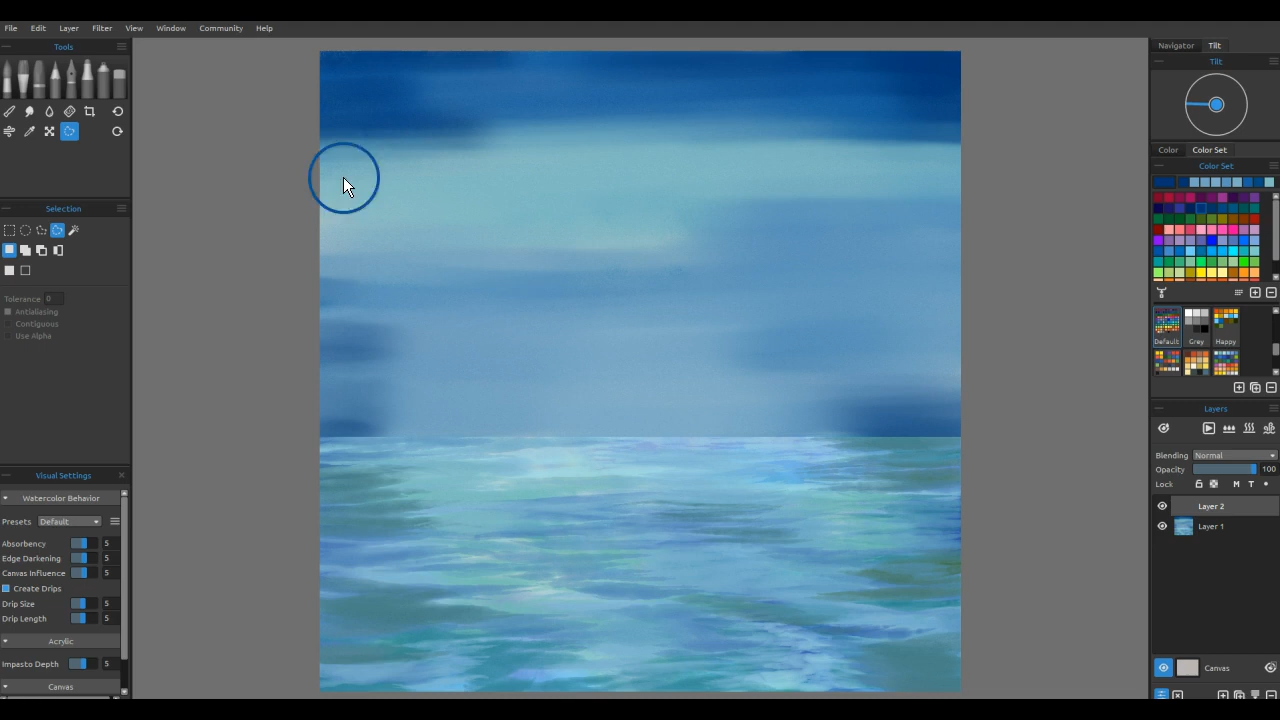 File Edit Layer Filter View Window Community Help
Tools
Navigator Tilt
Tilt
Color Color Set
Color Set
Selection
Tolerance 0
Antialiasing
Contiguous
Use Alpha
Default Grey Happy
Layers
Blending Normal
Opacity 100
Lock M T
Layer 2
Layer 1
Canvas
Visual Settings
Watercolor Behavior
Presets Default
Absorbency 5
Edge Darkening 5
Canvas Influence 5
Create Drips
Drip Size 5
Drip Length 5
Acrylic
Impasto Depth 5
Canvas